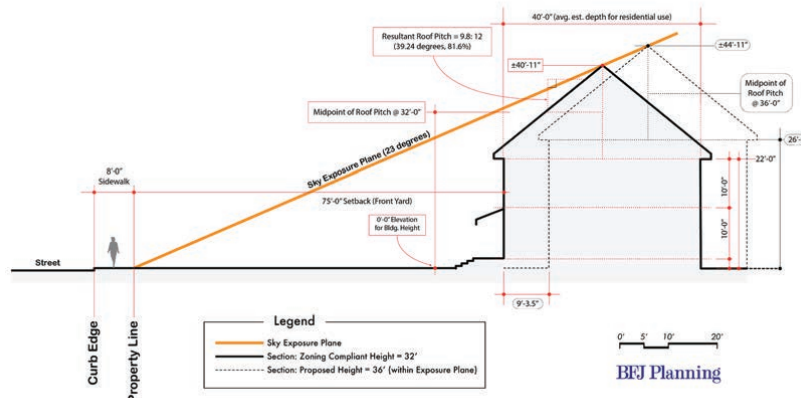 40'-0" (avg. est. depth for residential use)
Resultant Roof Pitch = 9.8: 12
(39.24 degrees, 81.6%)
±44'-11"
±40'-11"
Midpoint of
Roof Pitch
@ 36'-0"
Midpoint of Roof Pitch @ 32'-0"
Sky Exposure Plane (23 degrees)
26'-
22'-0"
8'-0"
Sidewalk
75'-0" Setback (Front Yard)
10'-0"
10'-0"
0'-0" Elevation
for Bldg. Height
Street
9'-3.5"
Curb Edge
Property Line
Legend
Sky Exposure Plane
Section: Zoning Compliant Height = 32'
Section: Proposed Height = 36' (within Exposure Plane)
0' 5' 10' 20'
BFJ Planning